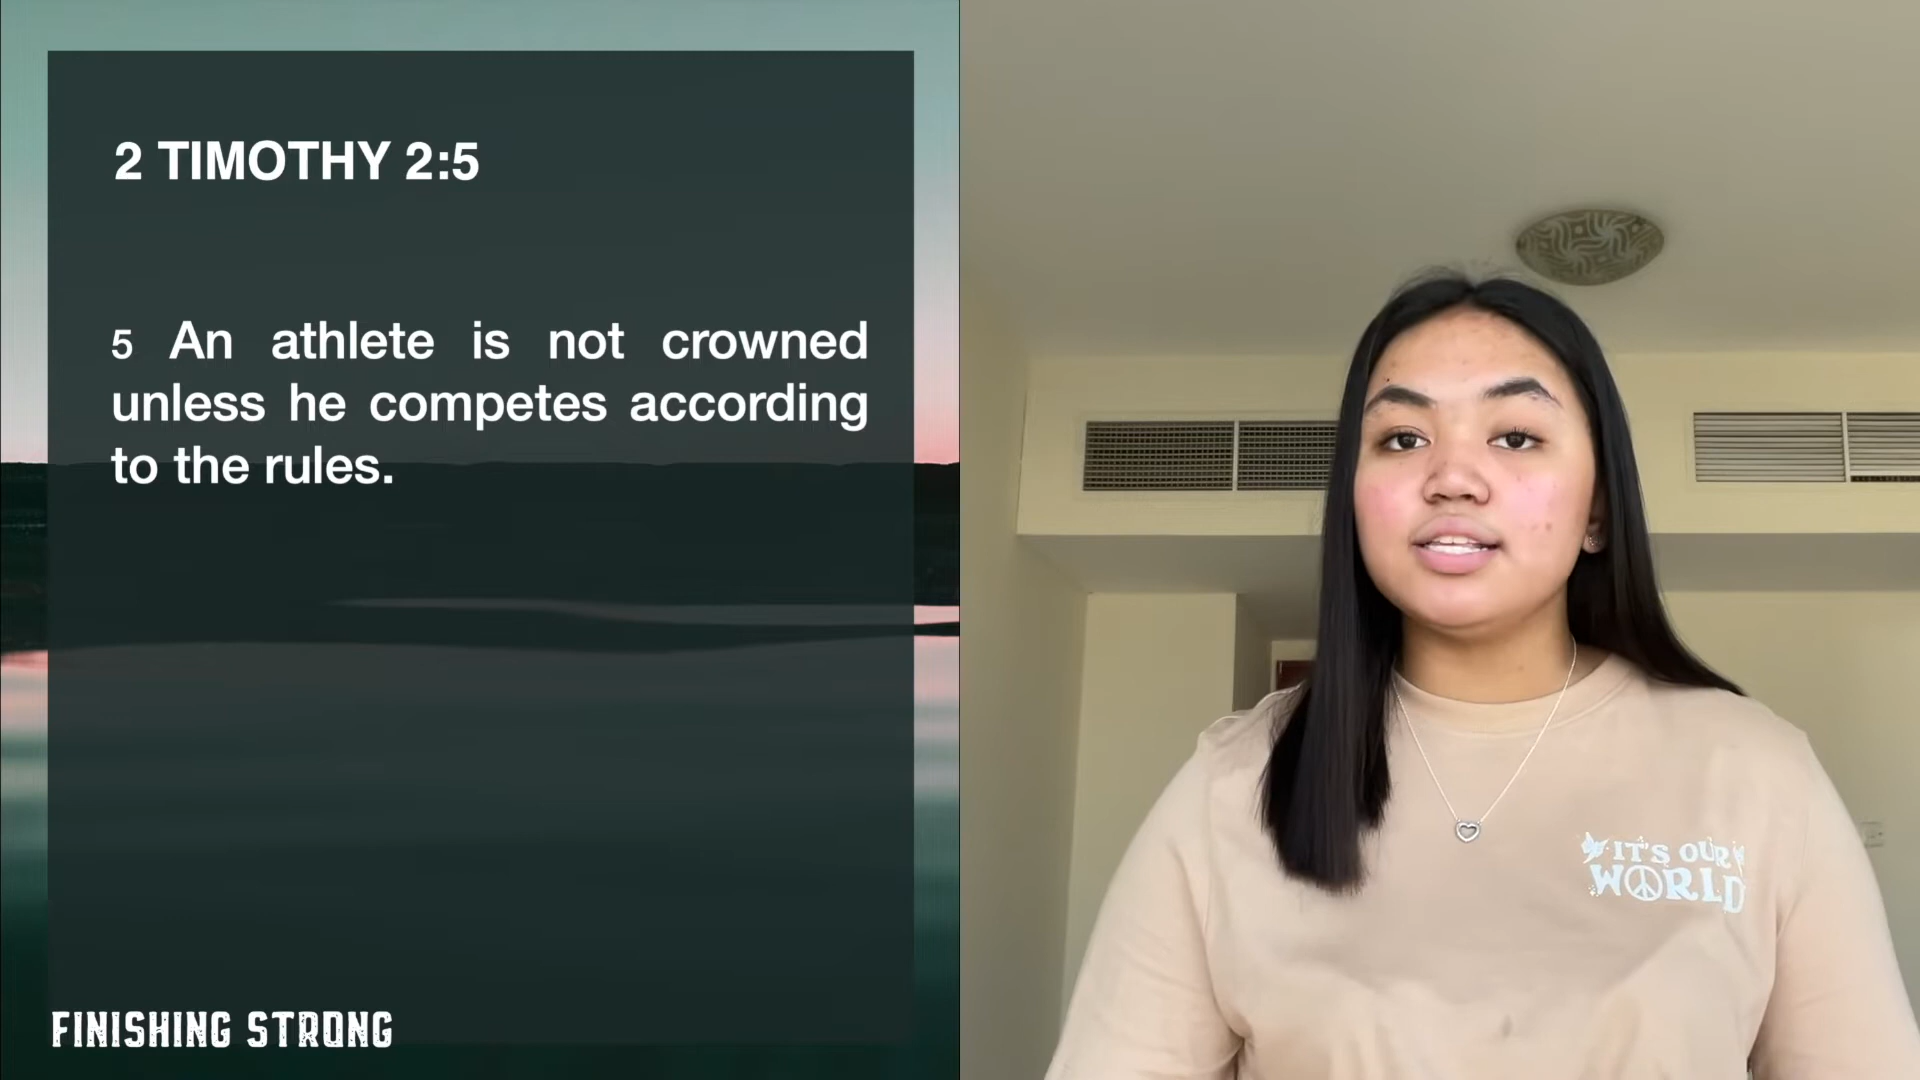 2 TIMOTHY 2:5
5 An athlete is not crowned
unless he competes according
to the rules.
FINISHING STRONG
IT'S OUR
WORLD